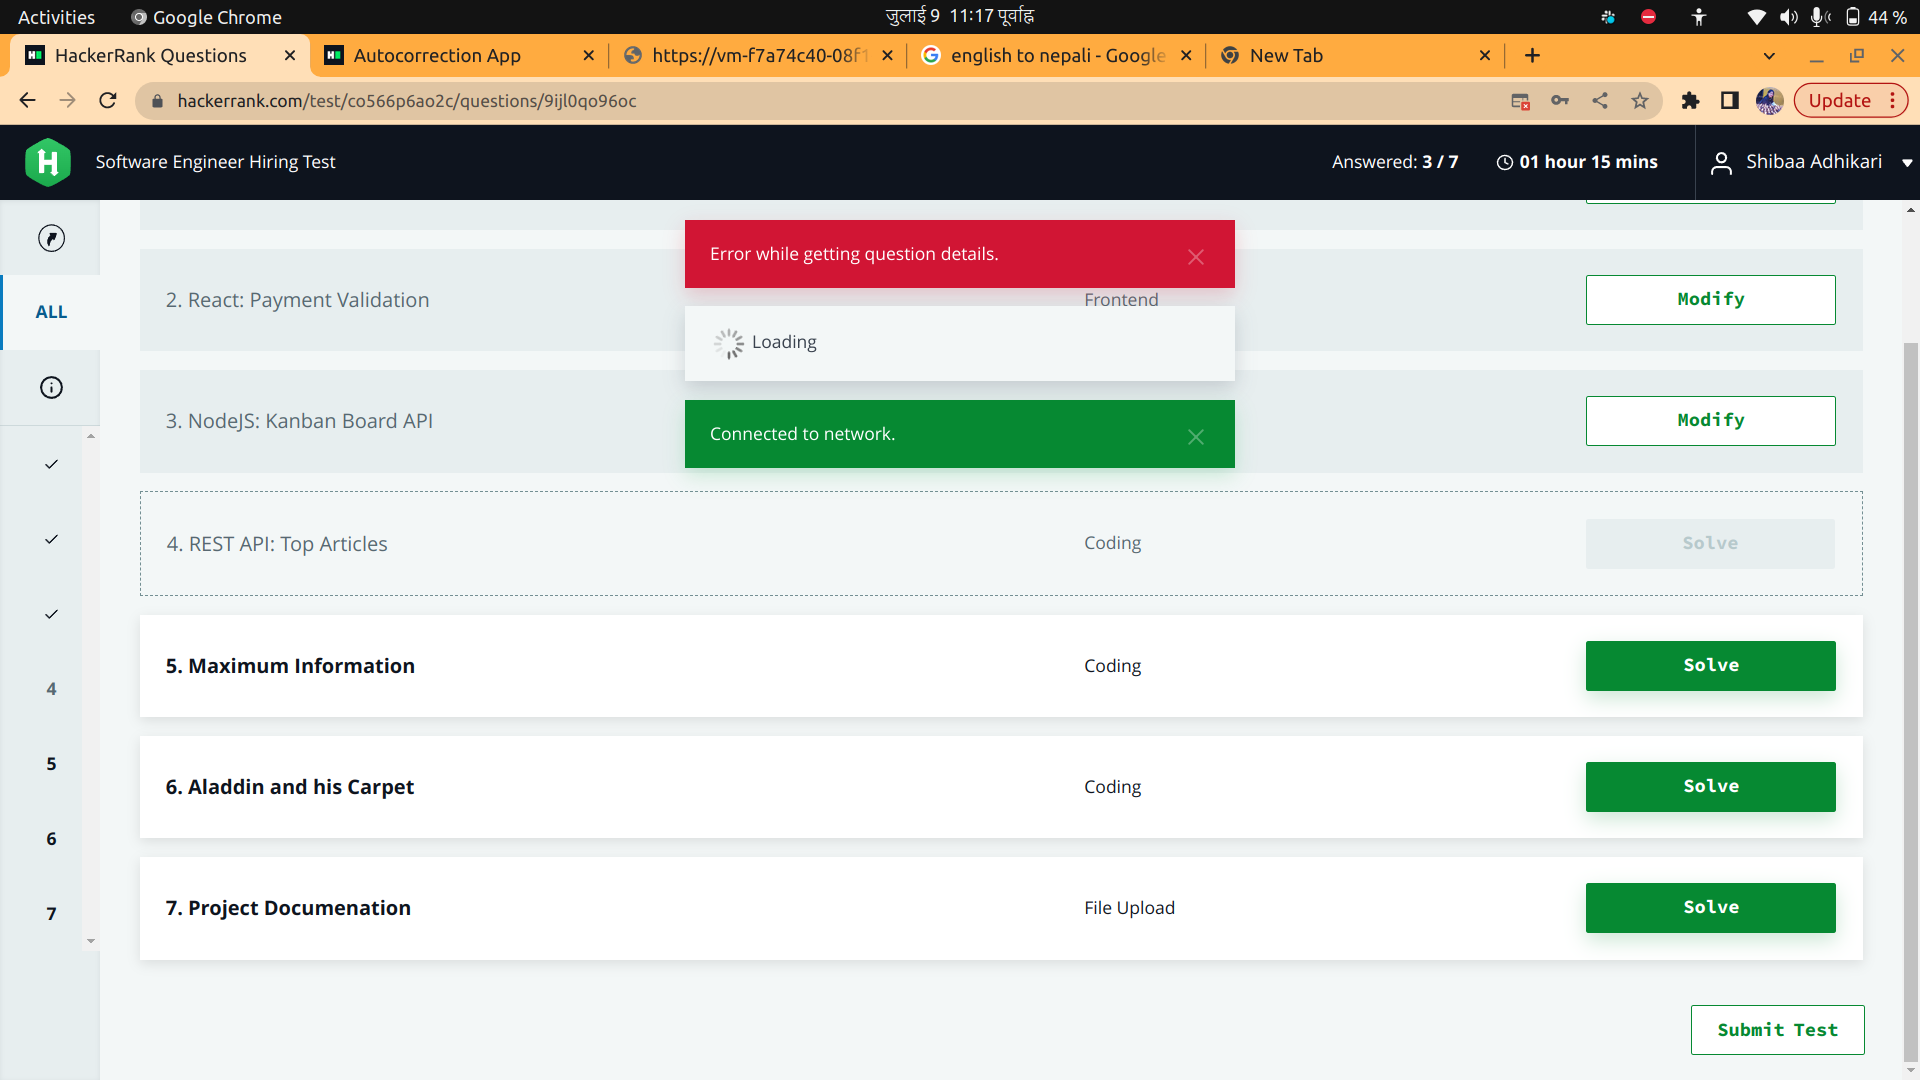 Activities
Google Chrome
जुलाई 9 11:17 पूर्वाह्न
44 %
HackerRank Questions
Autocorrection App
https://vm-f7a74c40-08f1
english to nepali - Google
New Tab
hackerrank.com/test/co566p6ao2c/questions/9ijl0qo96oc
Update
Software Engineer Hiring Test
Answered: 3 / 7
01 hour 15 mins
Shibaa Adhikari
Error while getting question details.
Loading
Connected to network.
ALL
2. React: Payment Validation
Frontend
Modify
3. NodeJS: Kanban Board API
Modify
4. REST API: Top Articles
Coding
Solve
5. Maximum Information
Coding
Solve
6. Aladdin and his Carpet
Coding
Solve
7. Project Documenation
File Upload
Solve
4
5
6
7
Submit Test